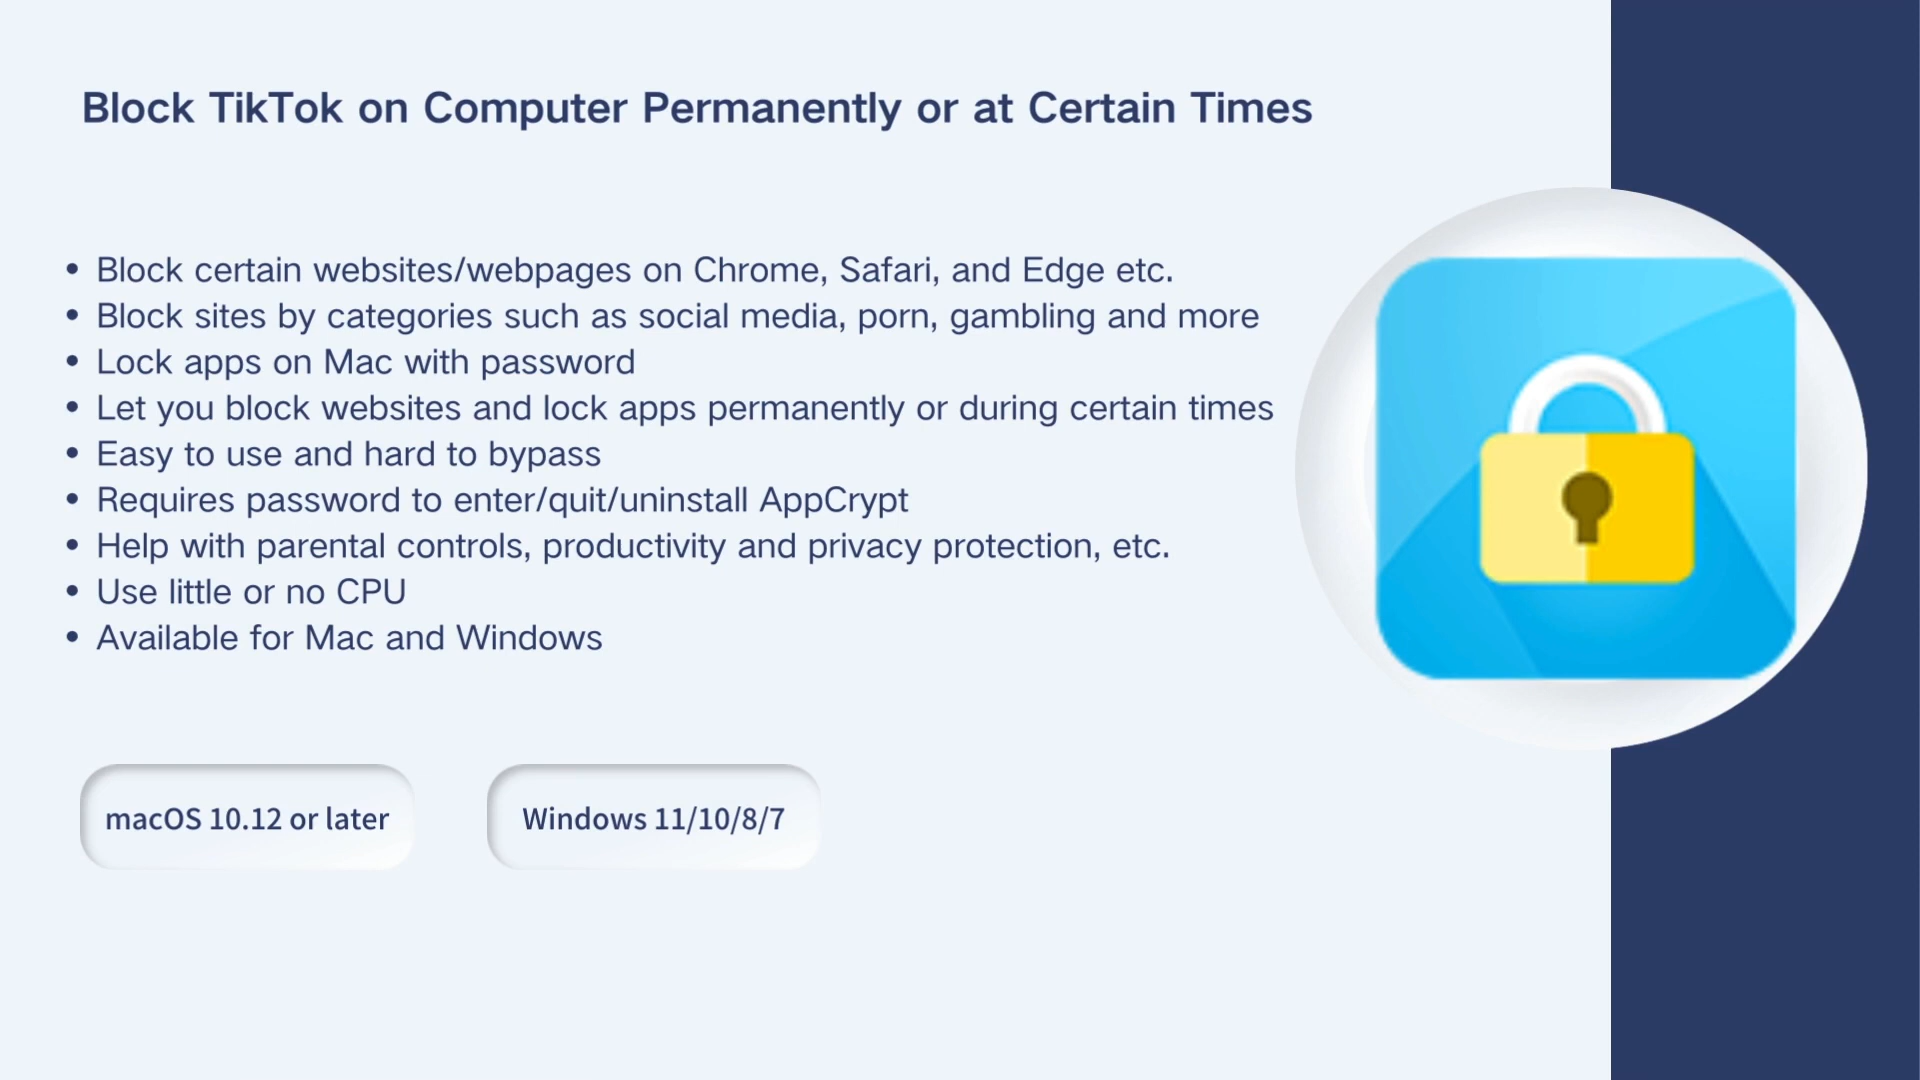 Block TikTok on Computer Permanently or at Certain Times
• Block certain websites/webpages on Chrome, Safari, and Edge etc.
• Block sites by categories such as social media, porn, gambling and more
• Lock apps on Mac with password
• Let you block websites and lock apps permanently or during certain times
• Easy to use and hard to bypass
• Requires password to enter/quit/uninstall AppCrypt
• Help with parental controls, productivity and privacy protection, etc.
• Use little or no CPU
• Available for Mac and Windows
macOS 10.12 or later
Windows 11/10/8/7